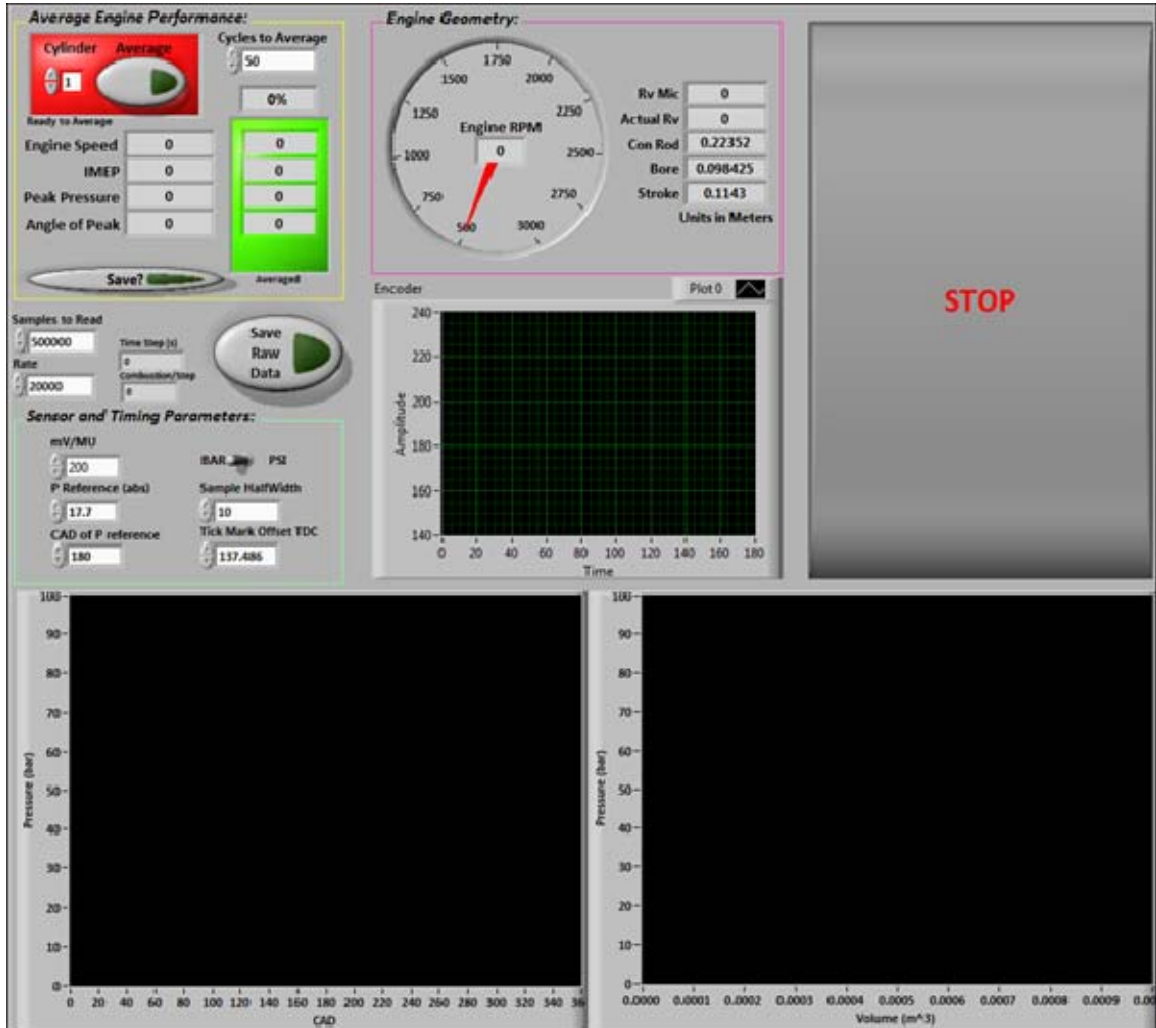 Average Engine Performance:
Cylinder Average
1
Cycles to Average
50
0%
Ready to Average
Engine Speed 0 0
IMEP 0 0
Peak Pressure 0 0
Angle of Peak 0 0
Save?
Averaged!
Engine Geometry:
500
750
1000
1250
1500
1750
2000
2250
2500
2750
3000
Engine RPM
0
Rv Mic 0
Actual Rv 0
Con Rod 0.22352
Bore 0.098425
Stroke 0.1143
Units in Meters
STOP
Samples to Read
500000
Rate
20000
Time Step (s)
0
Combustion/Step
0
Save
Raw
Data
Sensor and Timing Parameters:
mV/MU
200
BAR PSI
P Reference (abs)
17.7
Sample HalfWidth
10
CAD of P reference
180
Tick Mark Offset TDC
137.486
Encoder
Plot 0
Amplitude
240
220
200
180
160
140
0 20 40 60 80 100 120 140 160 180
Time
Pressure (bar)
100
90
80
70
60
50
40
30
20
10
0
0 20 40 60 80 100 120 140 160 180 200 220 240 260 280 300 320 340 36
CAD
Pressure (bar)
100
90
80
70
60
50
40
30
20
10
0
0.0000 0.0001 0.0002 0.0003 0.0004 0.0005 0.0006 0.0007 0.0008 0.0009 0.00
Volume (m^3)